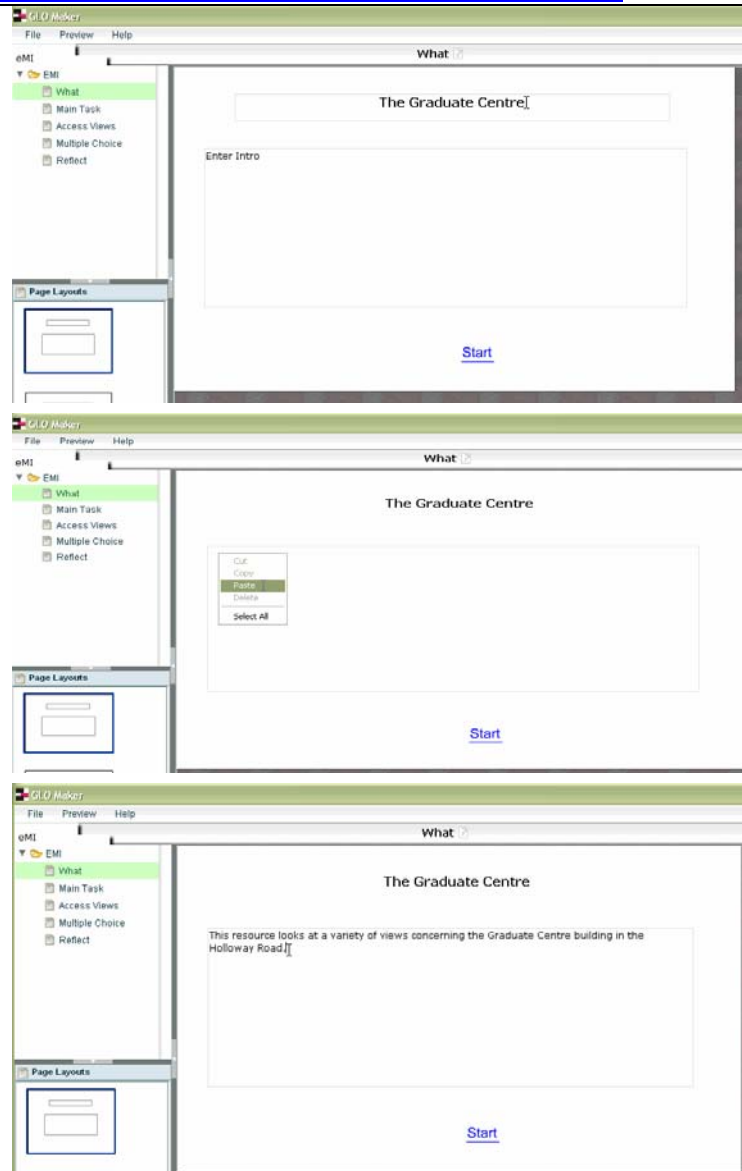 GLO Maker
File Preview Help
eMI
What
EMI
What
Main Task
Access Views
Multiple Choice
Reflect
The Graduate Centre
Enter Intro
Page Layouts
Start
GLO Maker
File Preview Help
eMI
What
EMI
What
Main Task
Access Views
Multiple Choice
Reflect
The Graduate Centre
Cut
Copy
Paste
Delete
Select All
Page Layouts
Start
GLO Maker
File Preview Help
eMI
What
EMI
What
Main Task
Access Views
Multiple Choice
Reflect
The Graduate Centre
This resource looks at a variety of views concerning the Graduate Centre building in the
Holloway Road.
Page Layouts
Start